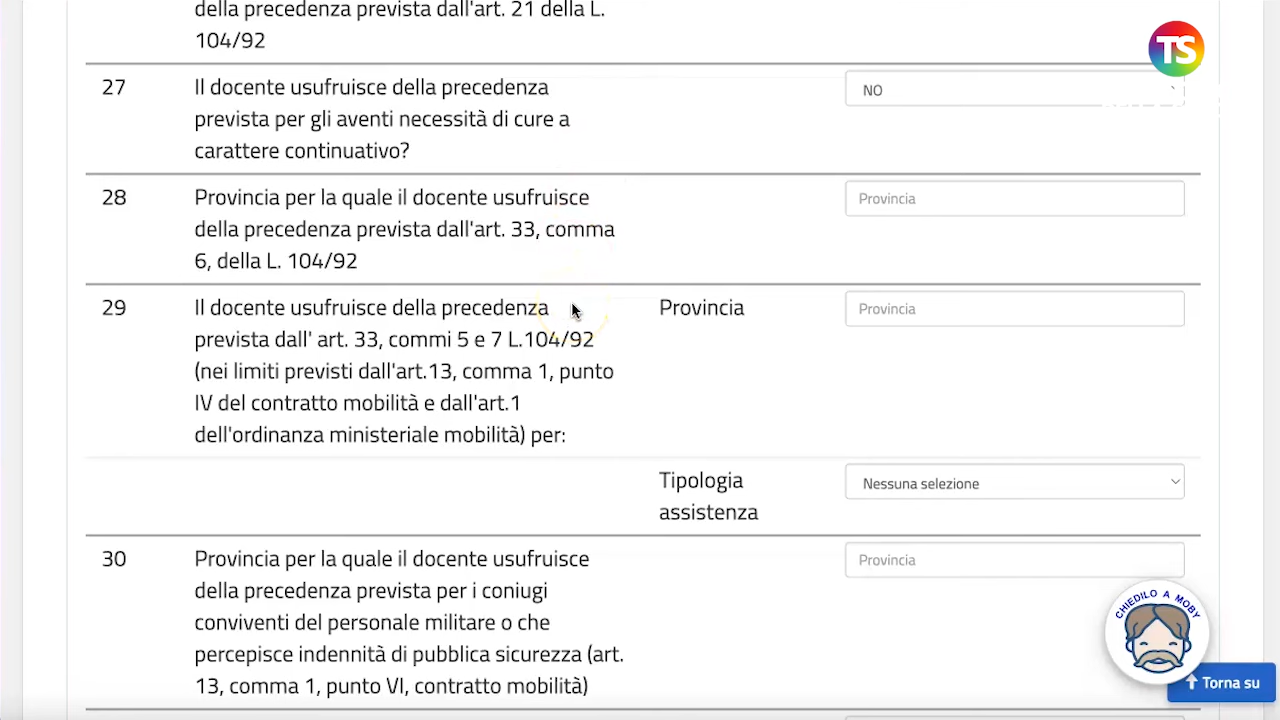 della precedenza prevista dall'art. 21 della L.
104/92
TS
27
Il docente usufruisce della precedenza
prevista per gli aventi necessità di cure a
carattere continuativo?
NO
28
Provincia per la quale il docente usufruisce
della precedenza prevista dall'art. 33, comma
6, della L. 104/92
Provincia
29
Il docente usufruisce della precedenza
prevista dall' art. 33, commi 5 e 7 L.104/92
(nei limiti previsti dall'art.13, comma 1, punto
IV del contratto mobilità e dall'art.1
dell'ordinanza ministeriale mobilità) per:
Provincia
Provincia
Tipologia
assistenza
Nessuna selezione
30
Provincia per la quale il docente usufruisce
della precedenza prevista per i coniugi
conviventi del personale militare o che
percepisce indennità di pubblica sicurezza (art.
13, comma 1, punto VI, contratto mobilità)
Provincia
CHIEDILO A MOBY
Torna su